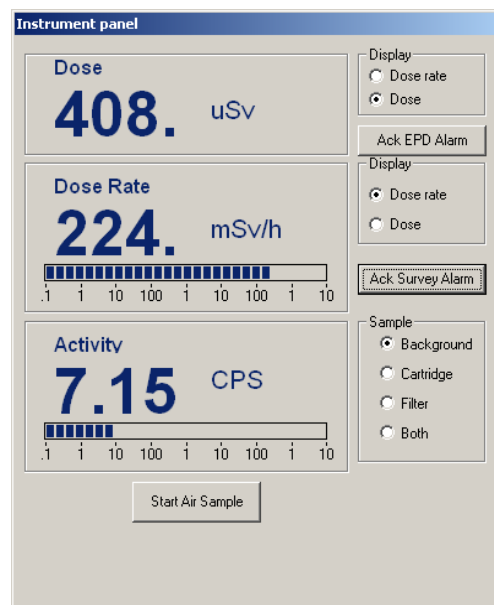 Instrument panel
Dose
408. uSv
Display
Dose rate
Dose
Ack EPD Alarm
Dose Rate
224. mSv/h
.1 1 10 100 1 10 100 1 10
Display
Dose rate
Dose
Ack Survey Alarm
Activity
7.15 CPS
.1 1 10 100 1 10 100 1 10
Sample
Background
Cartridge
Filter
Both
Start Air Sample